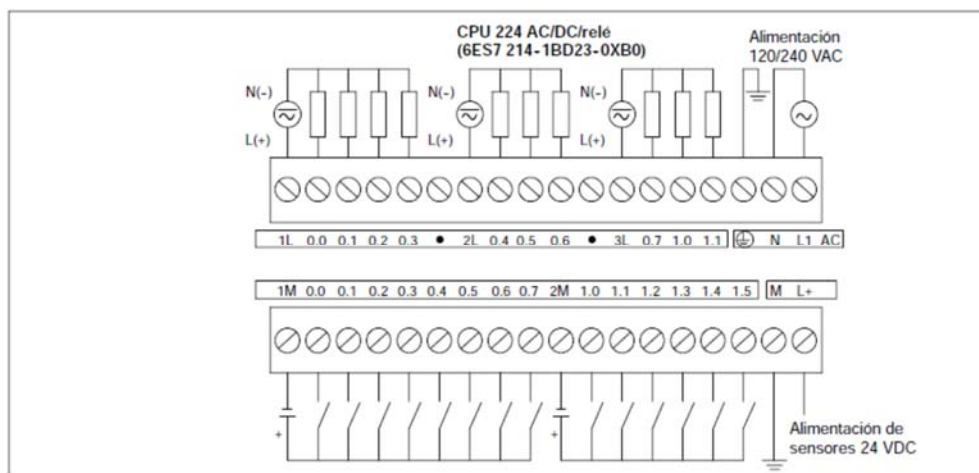 CPU 224 AC/DC/relé
(6ES7 214-1BD23-0XB0)
Alimentación
120/240 VAC
N(-) N(-) N(-)
L(+) L(+) L(+)
1L 0.0 0.1 0.2 0.3 • 2L 0.4 0.5 0.6 • 3L 0.7 1.0 1.1 N L1 AC
1M 0.0 0.1 0.2 0.3 0.4 0.5 0.6 0.7 2M 1.0 1.1 1.2 1.3 1.4 1.5 M L+
+ +
Alimentación de
sensores 24 VDC